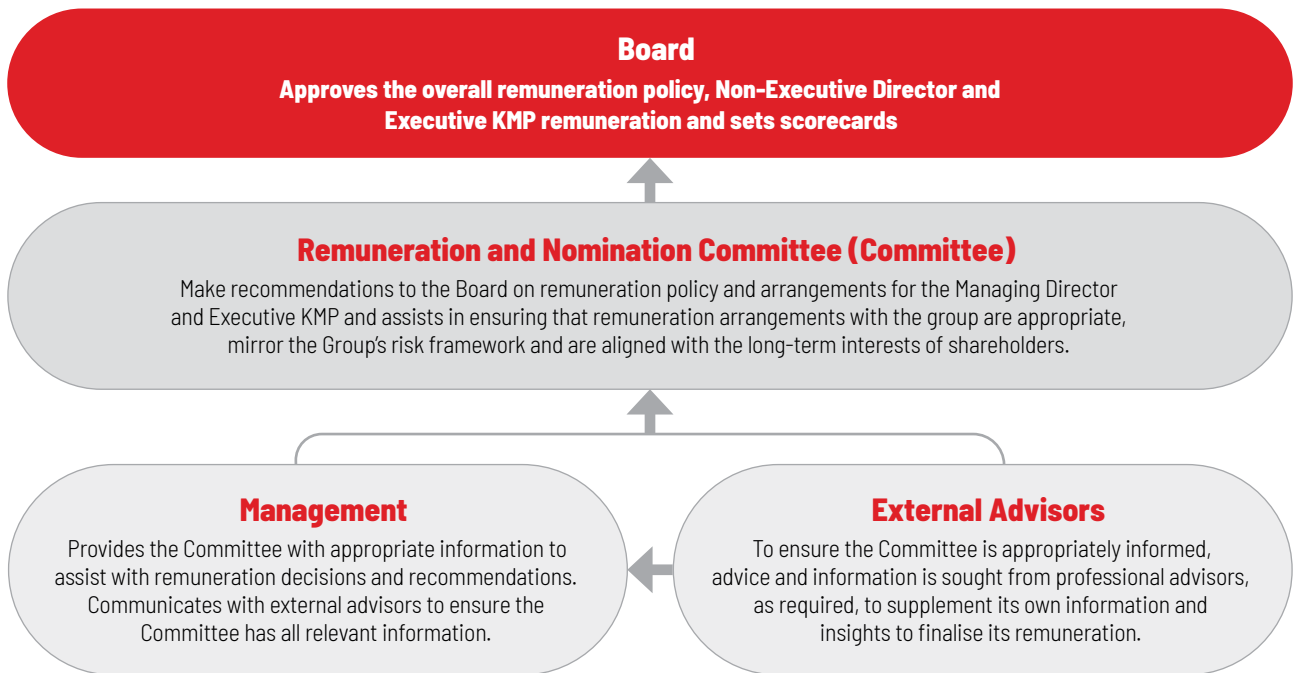 Board
Approves the overall remuneration policy, Non-Executive Director and
Executive KMP remuneration and sets scorecards
Remuneration and Nomination Committee (Committee)
Make recommendations to the Board on remuneration policy and arrangements for the Managing Director
and Executive KMP and assists in ensuring that remuneration arrangements with the group are appropriate,
mirror the Group’s risk framework and are aligned with the long-term interests of shareholders.
Management
Provides the Committee with appropriate information to
assist with remuneration decisions and recommendations.
Communicates with external advisors to ensure the
Committee has all relevant information.
External Advisors
To ensure the Committee is appropriately informed,
advice and information is sought from professional advisors,
as required, to supplement its own information and
insights to finalise its remuneration.